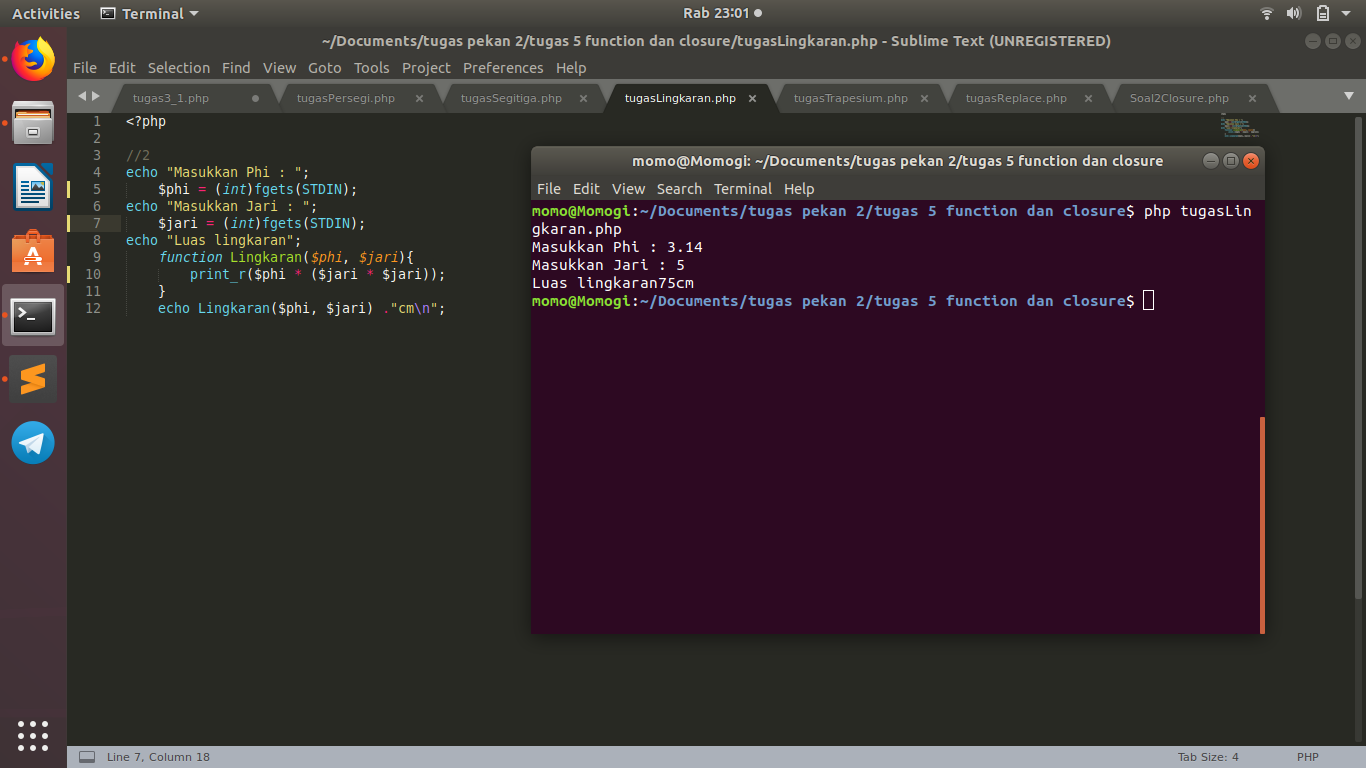 Activities Terminal Rab 23:01
~/Documents/tugas pekan 2/tugas 5 function dan closure/tugasLingkaran.php - Sublime Text (UNREGISTERED)
File Edit Selection Find View Goto Tools Project Preferences Help
tugas3_1.php tugasPersegi.php tugasSegitiga.php tugasLingkaran.php tugasTrapesium.php tugasReplace.php Soal2Closure.php
1 <?php
2
3 //2
4 echo "Masukkan Phi : ";
5 $phi = (int)fgets(STDIN);
6 echo "Masukkan Jari : ";
7 $jari = (int)fgets(STDIN);
8 echo "Luas lingkaran";
9 function Lingkaran($phi, $jari){
10 print_r($phi * ($jari * $jari));
11 }
12 echo Lingkaran($phi, $jari) ."cm\n";
momo@Momogi: ~/Documents/tugas pekan 2/tugas 5 function dan closure
File Edit View Search Terminal Help
momo@Momogi:~/Documents/tugas pekan 2/tugas 5 function dan closure$ php tugasLin
gkaran.php
Masukkan Phi : 3.14
Masukkan Jari : 5
Luas lingkaran75cm
momo@Momogi:~/Documents/tugas pekan 2/tugas 5 function dan closure$
Line 7, Column 18 Tab Size: 4 PHP